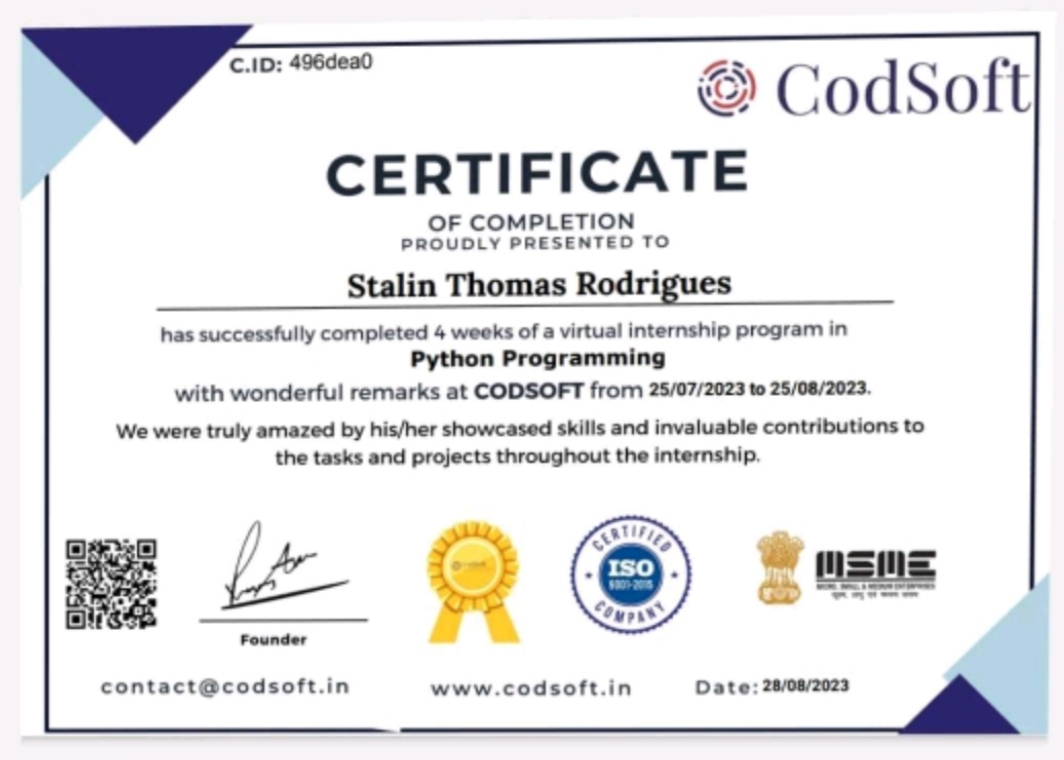 C.ID: 496dea0
CodSoft
CERTIFICATE
OF COMPLETION
PROUDLY PRESENTED TO
Stalin Thomas Rodrigues
has successfully completed 4 weeks of a virtual internship program in
Python Programming
with wonderful remarks at CODSOFT from 25/07/2023 to 25/08/2023.
We were truly amazed by his/her showcased skills and invaluable contributions to
the tasks and projects throughout the internship.
Founder
CERTIFIED
ISO
9001-2015
COMPANY
MSME
MICRO, SMALL & MEDIUM ENTERPRISES
contact@codsoft.in
www.codsoft.in
Date: 28/08/2023